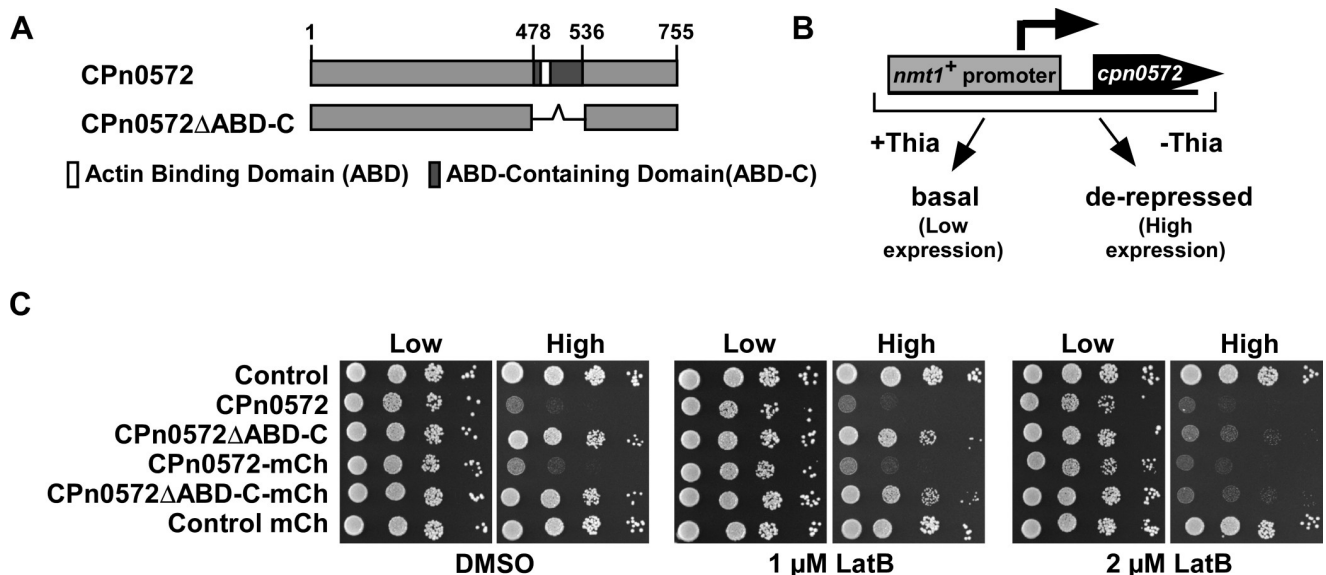 A
1 478 536 755
CPn0572
CPn0572ΔABD-C
Actin Binding Domain (ABD) ABD-Containing Domain(ABD-C)
B
nmt1+ promoter cpn0572
+Thia -Thia
basal de-repressed
(Low (High
expression) expression)
C
Low High Low High Low High
Control
CPn0572
CPn0572ΔABD-C
CPn0572-mCh
CPn0572ΔABD-C-mCh
Control mCh
DMSO 1 µM LatB 2 µM LatB